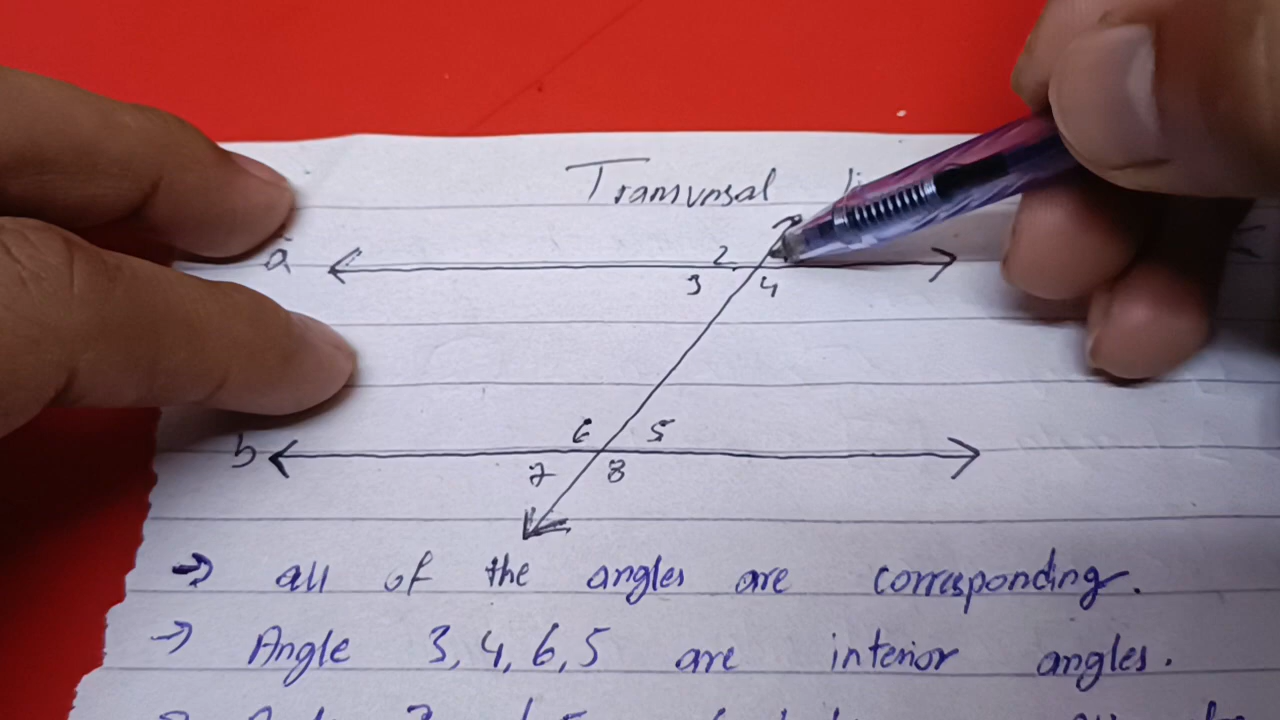 Tranversal
a
2
3 4
6 5
b
7 8
→ all of the angles are corresponding.
→ Angle 3, 4, 6, 5 are interior angles.